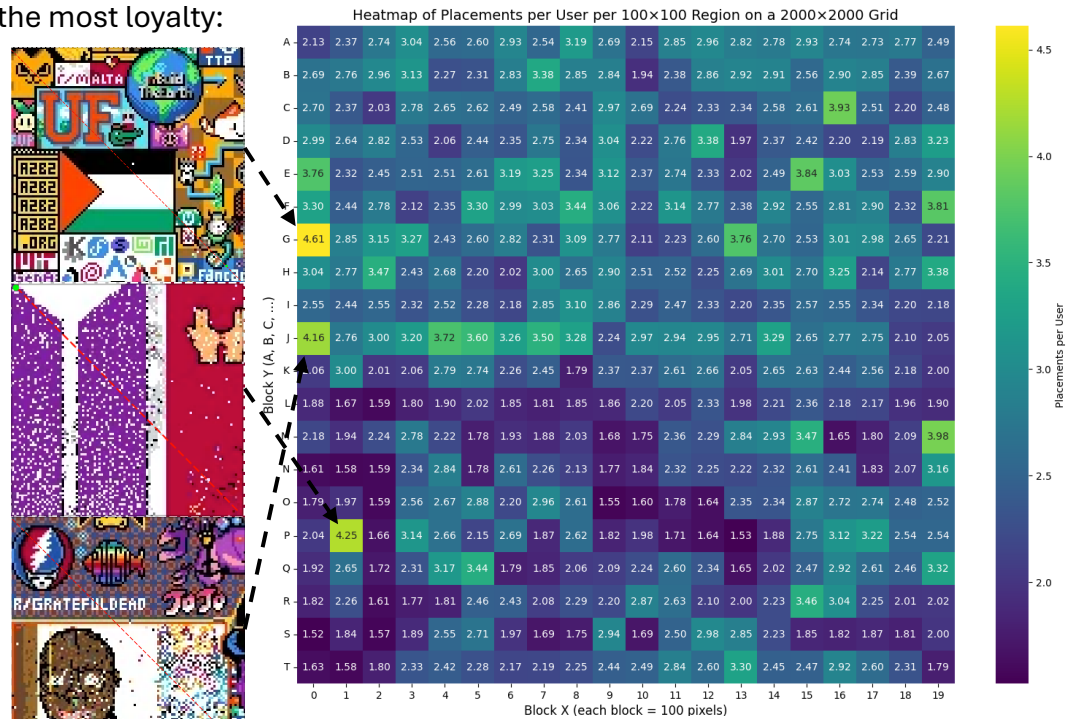 the most loyalty:
TTP
r/MALTA
Build
The Earth
UF
A2B2
A2B2
A2B2
A2B2
A2B2
.ORG
MIT
GenAI
Fancad
R/GRATEFULDEAD
JoJo
Heatmap of Placements per User per 100×100 Region on a 2000×2000 Grid
A 2.13 2.37 2.74 3.04 2.56 2.60 2.93 2.54 3.19 2.69 2.15 2.85 2.96 2.82 2.78 2.93 2.74 2.73 2.77 2.49
B 2.69 2.76 2.96 3.13 2.27 2.31 2.83 3.38 2.85 2.84 1.94 2.38 2.86 2.92 2.91 2.56 2.90 2.85 2.39 2.67
C 2.70 2.37 2.03 2.78 2.65 2.62 2.49 2.58 2.41 2.97 2.69 2.24 2.33 2.34 2.58 2.61 3.93 2.51 2.20 2.48
D 2.99 2.64 2.82 2.53 2.06 2.44 2.35 2.75 2.34 3.04 2.22 2.76 3.38 1.97 2.37 2.42 2.20 2.19 2.83 3.23
E 3.76 2.32 2.45 2.51 2.51 2.61 3.19 3.25 2.34 3.12 2.37 2.74 2.33 2.02 2.49 3.84 3.03 2.53 2.59 2.90
F 3.30 2.44 2.78 2.12 2.35 3.30 2.99 3.03 3.44 3.06 2.22 3.14 2.77 2.38 2.92 2.55 2.81 2.90 2.32 3.81
G 4.61 2.85 3.15 3.27 2.43 2.60 2.82 2.31 3.09 2.77 2.11 2.23 2.60 3.76 2.70 2.53 3.01 2.98 2.65 2.21
H 3.04 2.77 3.47 2.43 2.68 2.20 2.02 3.00 2.65 2.90 2.51 2.52 2.25 2.69 3.01 2.70 3.25 2.14 2.77 3.38
I 2.55 2.44 2.55 2.32 2.52 2.28 2.18 2.85 3.10 2.86 2.29 2.47 2.33 2.20 2.35 2.57 2.55 2.34 2.20 2.18
J 4.16 2.76 3.00 3.20 3.72 3.60 3.26 3.50 3.28 2.24 2.97 2.94 2.95 2.71 3.29 2.65 2.77 2.75 2.10 2.05
K .06 3.00 2.01 2.06 2.79 2.74 2.26 2.45 1.79 2.37 2.37 2.61 2.66 2.05 2.65 2.63 2.44 2.56 2.18 2.00
L 1.88 1.67 1.59 1.80 1.90 2.02 1.85 1.81 1.85 1.86 2.20 2.05 2.33 1.98 2.21 2.36 2.18 2.17 1.96 1.90
2.18 1.94 2.24 2.78 2.22 1.78 1.93 1.88 2.03 1.68 1.75 2.36 2.29 2.84 2.93 3.47 1.65 1.80 2.09 3.98
N 1.61 1.58 1.59 2.34 2.84 1.78 2.61 2.26 2.13 1.77 1.84 2.32 2.25 2.22 2.32 2.61 2.41 1.83 2.07 3.16
O 1.79 1.97 1.59 2.56 2.67 2.88 2.20 2.96 2.61 1.55 1.60 1.78 1.64 2.35 2.34 2.87 2.72 2.74 2.48 2.52
P 2.04 4.25 1.66 3.14 2.66 2.15 2.69 1.87 2.62 1.82 1.98 1.71 1.64 1.53 1.88 2.75 3.12 3.22 2.54 2.54
Q 1.92 2.65 1.72 2.31 3.17 3.44 1.79 1.85 2.06 2.09 2.24 2.60 2.34 1.65 2.02 2.47 2.92 2.61 2.46 3.32
R 1.82 2.26 1.61 1.77 1.81 2.46 2.43 2.08 2.29 2.20 2.87 2.63 2.10 2.00 2.23 3.46 3.04 2.25 2.01 2.02
S 1.52 1.84 1.57 1.89 2.55 2.71 1.97 1.69 1.75 2.94 1.69 2.50 2.98 2.85 2.23 1.85 1.82 1.87 1.81 2.00
T 1.63 1.58 1.80 2.33 2.42 2.28 2.17 2.19 2.25 2.44 2.49 2.84 2.60 3.30 2.45 2.47 2.92 2.60 2.31 1.79
0 1 2 3 4 5 6 7 8 9 10 11 12 13 14 15 16 17 18 19
Block X (each block = 100 pixels)
Block Y (A, B, C, ...)
4.5
4.0
3.5
3.0
2.5
2.0
Placements per User